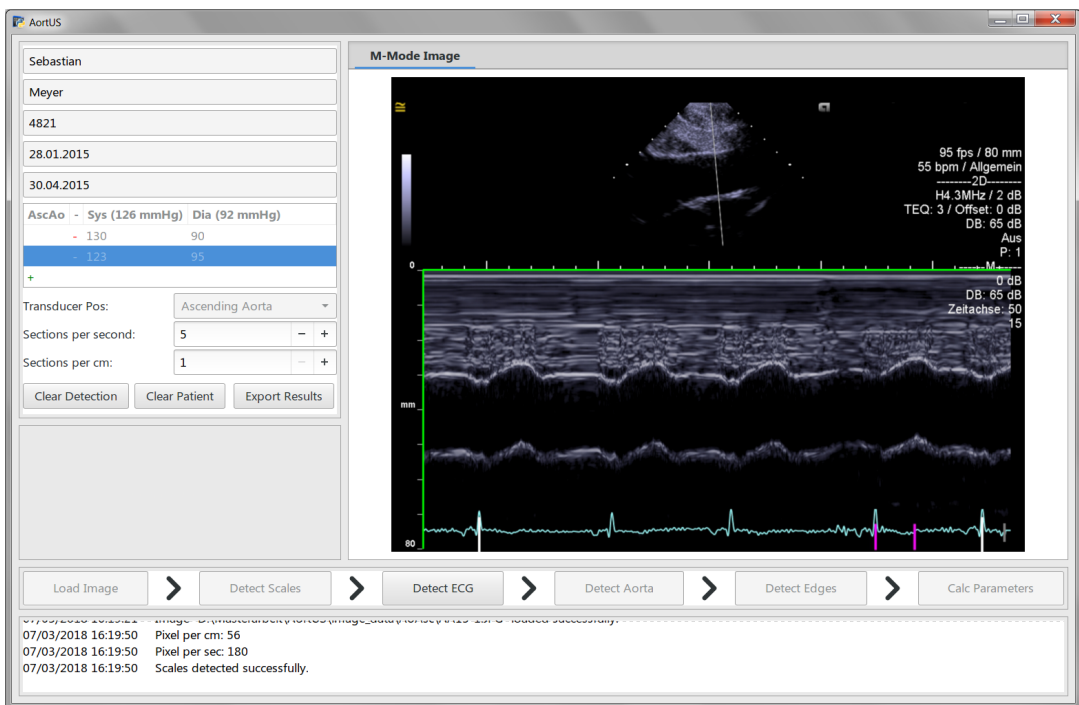 AortUS
Sebastian
Meyer
4821
28.01.2015
30.04.2015
AscAo - Sys (126 mmHg) Dia (92 mmHg)
- 130 90
- 123 95
+
Transducer Pos: Ascending Aorta
Sections per second: 5 - +
Sections per cm: 1 - +
Clear Detection Clear Patient Export Results
M-Mode Image
95 fps / 80 mm
55 bpm / Allgemein
--------2D--------
H4.3MHz / 2 dB
TEQ: 3 / Offset: 0 dB
DB: 65 dB
Aus
P: 1
0
M
0 dB
DB: 65 dB
Zeitachse: 50
15
mm
80
Load Image Detect Scales Detect ECG Detect Aorta Detect Edges Calc Parameters
07/03/2018 16:19:50 Pixel per cm: 56
07/03/2018 16:19:50 Pixel per sec: 180
07/03/2018 16:19:50 Scales detected successfully.